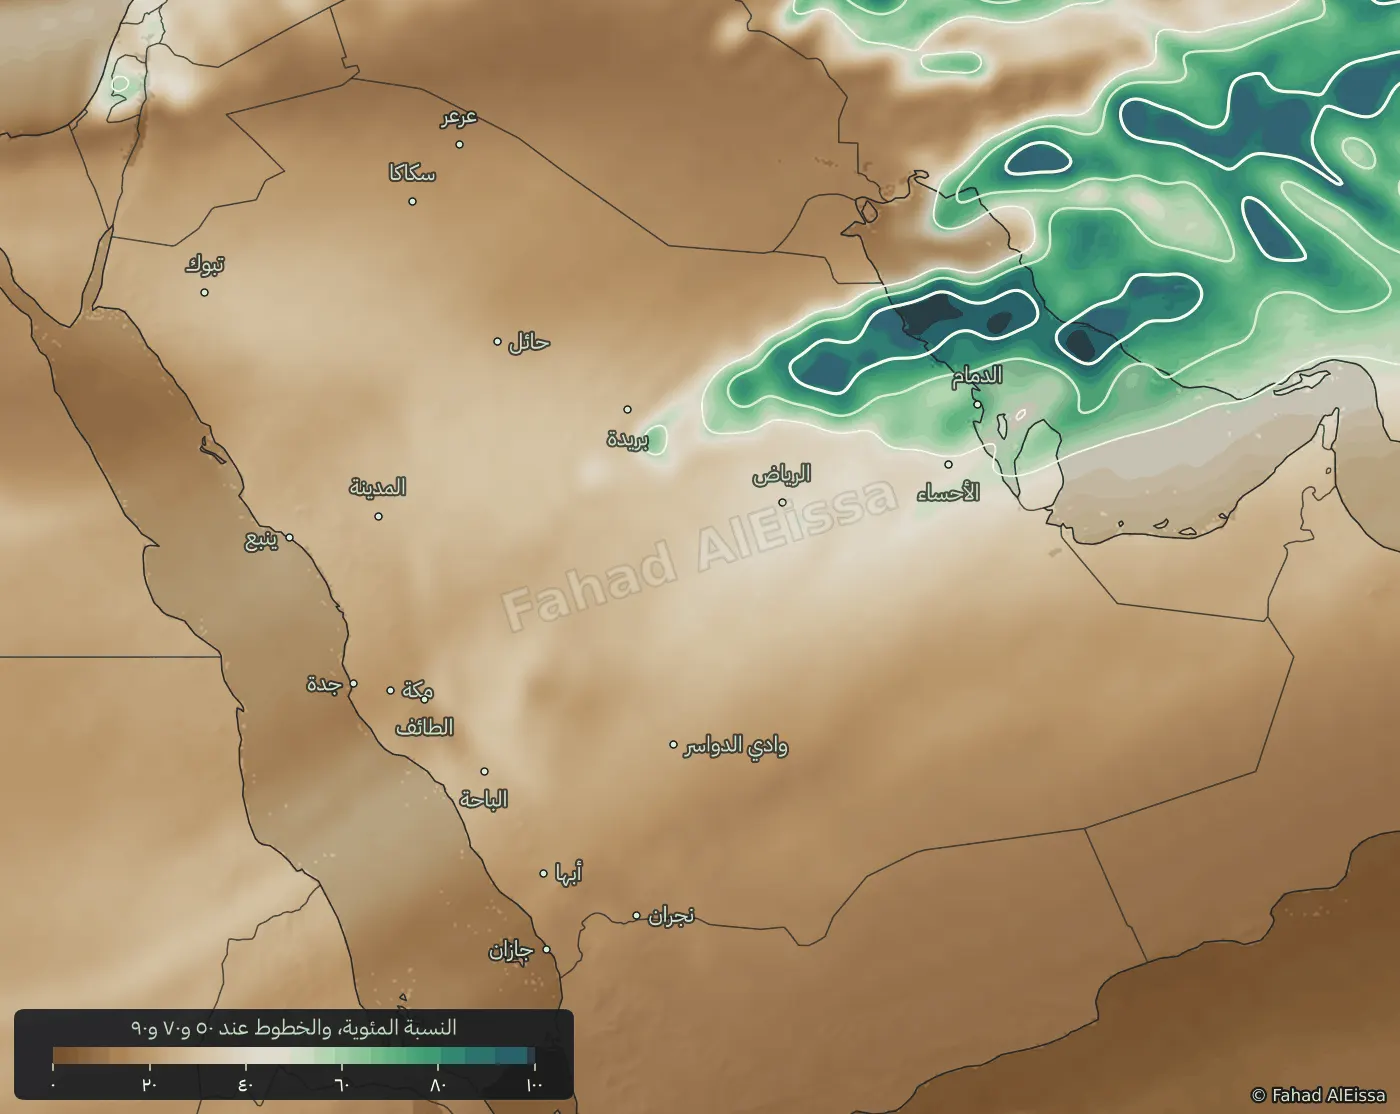 عرعر
سكاكا
تبوك
حائل
الدمام
بريدة
الرياض
المدينة
الأحساء
ينبع
Fahad AlEissa
جدة
مكة
الطائف
وادي الدواسر
الباحة
أبها
نجران
جازان
النسبة المئوية، والخطوط عند ٥٠ و٧٠ و٩٠
٠ ٢٠ ٤٠ ٦٠ ٨٠ ١٠٠
© Fahad AlEissa